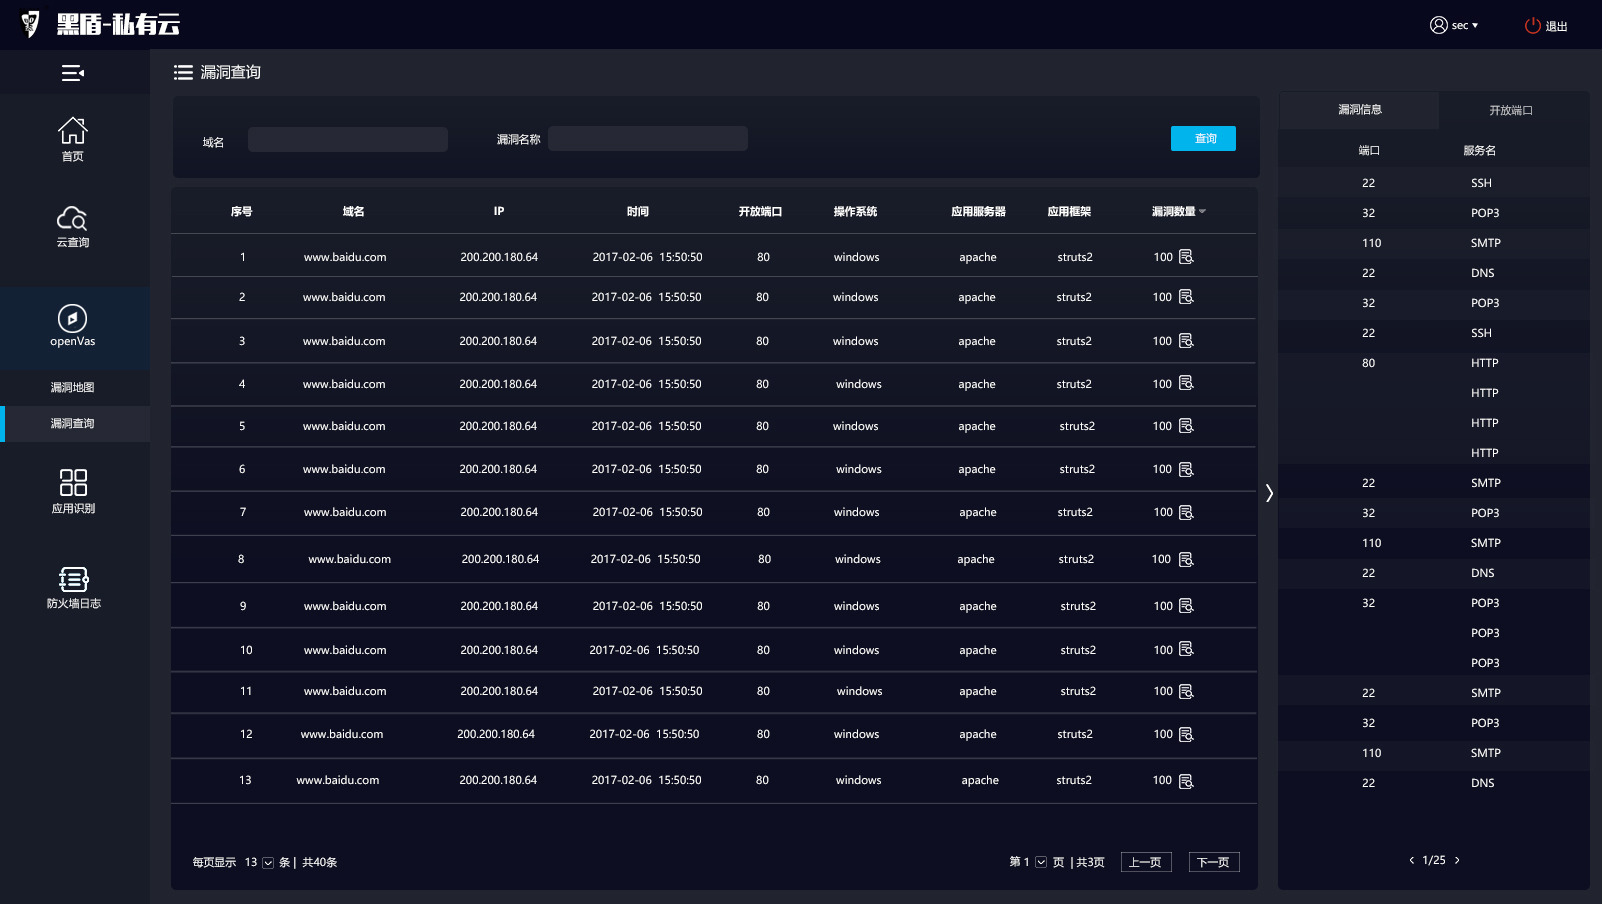 黑盾-私有云
sec
退出
首页
云查询
openVas
漏洞地图
漏洞查询
应用识别
防火墙日志
漏洞查询
域名 漏洞名称 查询
序号 域名 IP 时间 开放端口 操作系统 应用服务器 应用框架 漏洞数量
1 www.baidu.com 200.200.180.64 2017-02-06 15:50:50 80 windows apache struts2 100
2 www.baidu.com 200.200.180.64 2017-02-06 15:50:50 80 windows apache struts2 100
3 www.baidu.com 200.200.180.64 2017-02-06 15:50:50 80 windows apache struts2 100
4 www.baidu.com 200.200.180.64 2017-02-06 15:50:50 80 windows apache struts2 100
5 www.baidu.com 200.200.180.64 2017-02-06 15:50:50 80 windows apache struts2 100
6 www.baidu.com 200.200.180.64 2017-02-06 15:50:50 80 windows apache struts2 100
7 www.baidu.com 200.200.180.64 2017-02-06 15:50:50 80 windows apache struts2 100
8 www.baidu.com 200.200.180.64 2017-02-06 15:50:50 80 windows apache struts2 100
9 www.baidu.com 200.200.180.64 2017-02-06 15:50:50 80 windows apache struts2 100
10 www.baidu.com 200.200.180.64 2017-02-06 15:50:50 80 windows apache struts2 100
11 www.baidu.com 200.200.180.64 2017-02-06 15:50:50 80 windows apache struts2 100
12 www.baidu.com 200.200.180.64 2017-02-06 15:50:50 80 windows apache struts2 100
13 www.baidu.com 200.200.180.64 2017-02-06 15:50:50 80 windows apache struts2 100
每页显示 13 条 | 共40条
第 1 页 | 共3页 上一页 下一页
漏洞信息 开放端口
端口 服务名
22 SSH
32 POP3
110 SMTP
22 DNS
32 POP3
22 SSH
80 HTTP
HTTP
HTTP
HTTP
22 SMTP
32 POP3
110 SMTP
22 DNS
32 POP3
POP3
POP3
22 SMTP
32 POP3
110 SMTP
22 DNS
< 1/25 >